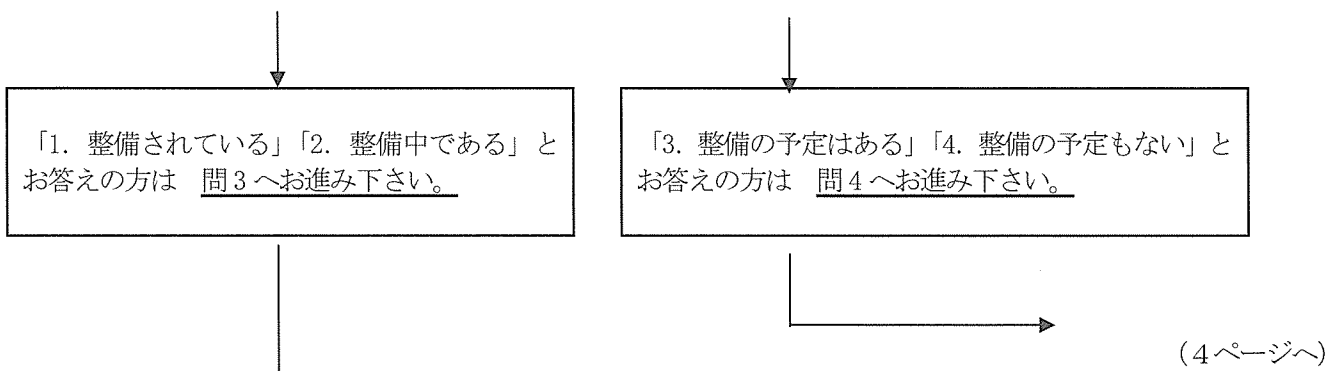 「1. 整備されている」「2. 整備中である」と
お答えの方は　問3へお進み下さい。
「3. 整備の予定はある」「4. 整備の予定もない」と
お答えの方は　問4へお進み下さい。
(4ページへ)